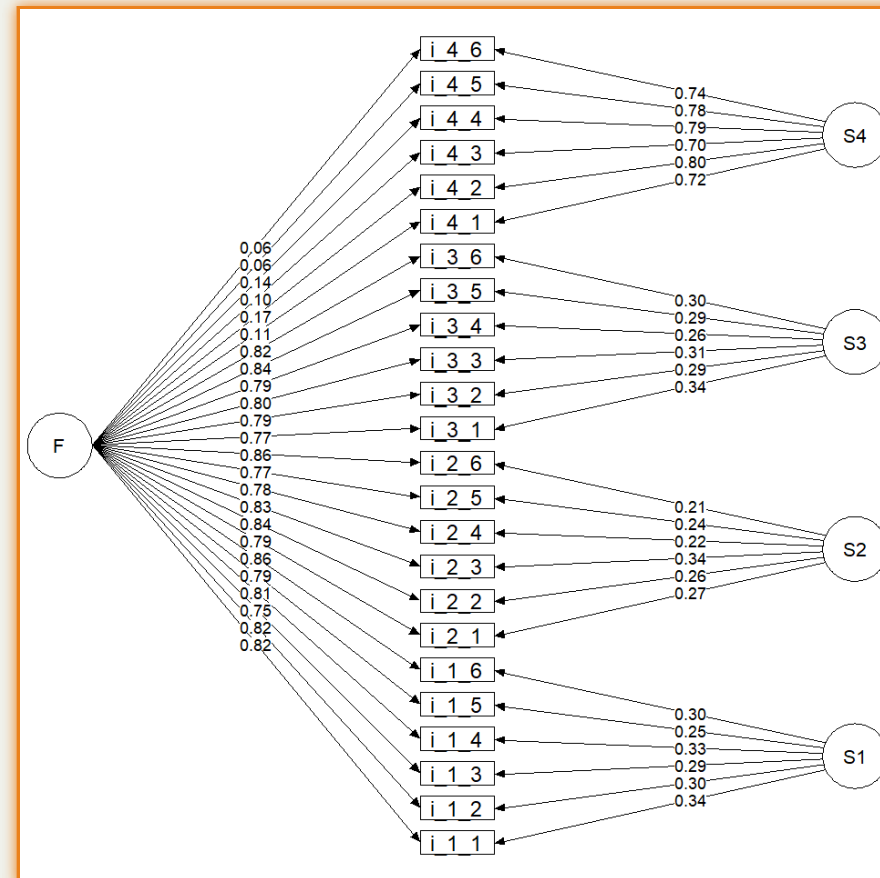 i_4_6
i_4_5
i_4_4
i_4_3
i_4_2
i_4_1
i_3_6
i_3_5
i_3_4
i_3_3
i_3_2
i_3_1
i_2_6
i_2_5
i_2_4
i_2_3
i_2_2
i_2_1
i_1_6
i_1_5
i_1_4
i_1_3
i_1_2
i_1_1
F
0.06
0.06
0.14
0.10
0.17
0.11
0.82
0.84
0.79
0.80
0.79
0.77
0.86
0.77
0.78
0.83
0.84
0.79
0.86
0.79
0.81
0.75
0.82
0.82
0.74
0.78
0.79
0.70
0.80
0.72
S4
0.30
0.29
0.26
0.31
0.29
0.34
S3
0.21
0.24
0.22
0.34
0.26
0.27
S2
0.30
0.25
0.33
0.29
0.30
0.34
S1